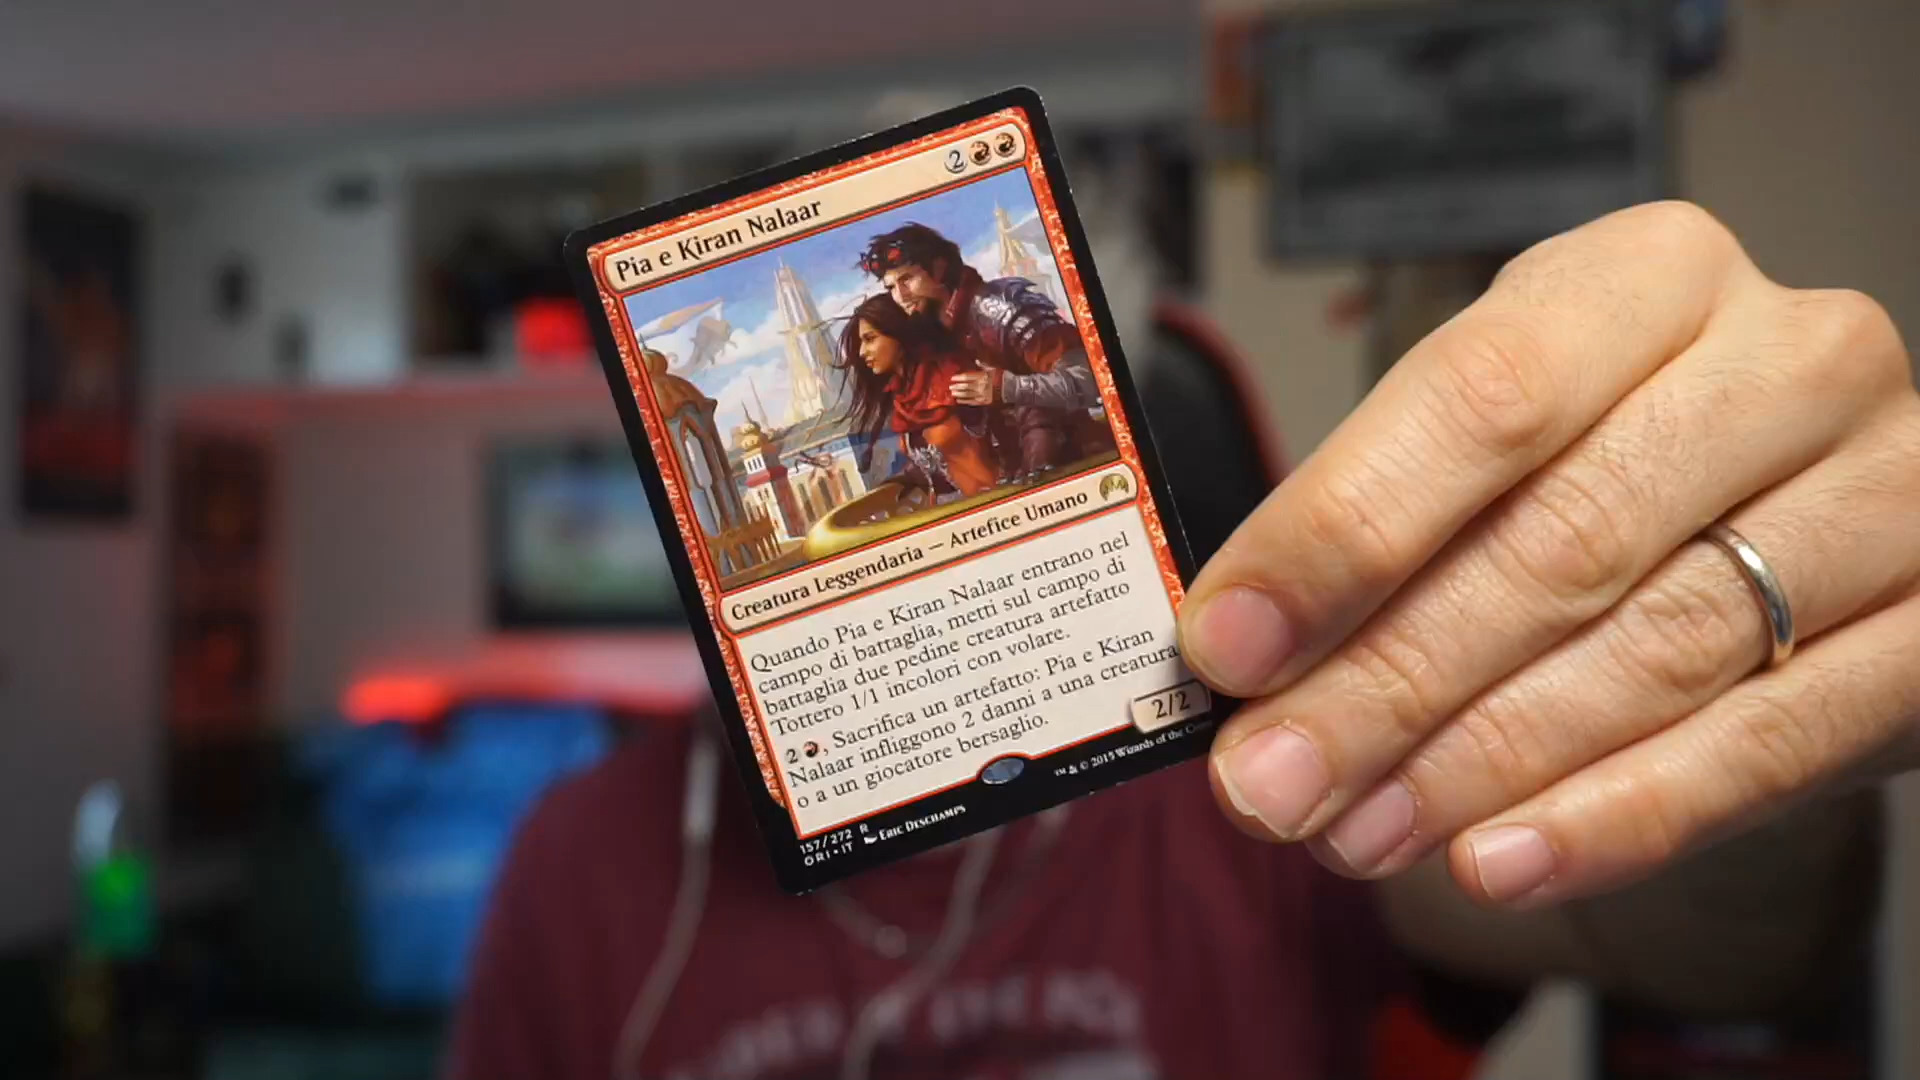 Pia e Kiran Nalaar
2
Creatura Leggendaria — Artefice Umano
Quando Pia e Kiran Nalaar entrano nel
campo di battaglia, metti sul campo di
battaglia due pedine creatura artefatto
Tottero 1/1 incolori con volare.
2, Sacrifica un artefatto: Pia e Kiran
Nalaar infliggono 2 danni a una creatura
o a un giocatore bersaglio.
2/2
157/272 R
ORI • IT Eric Deschamps
™ & © 2015 Wizards of the